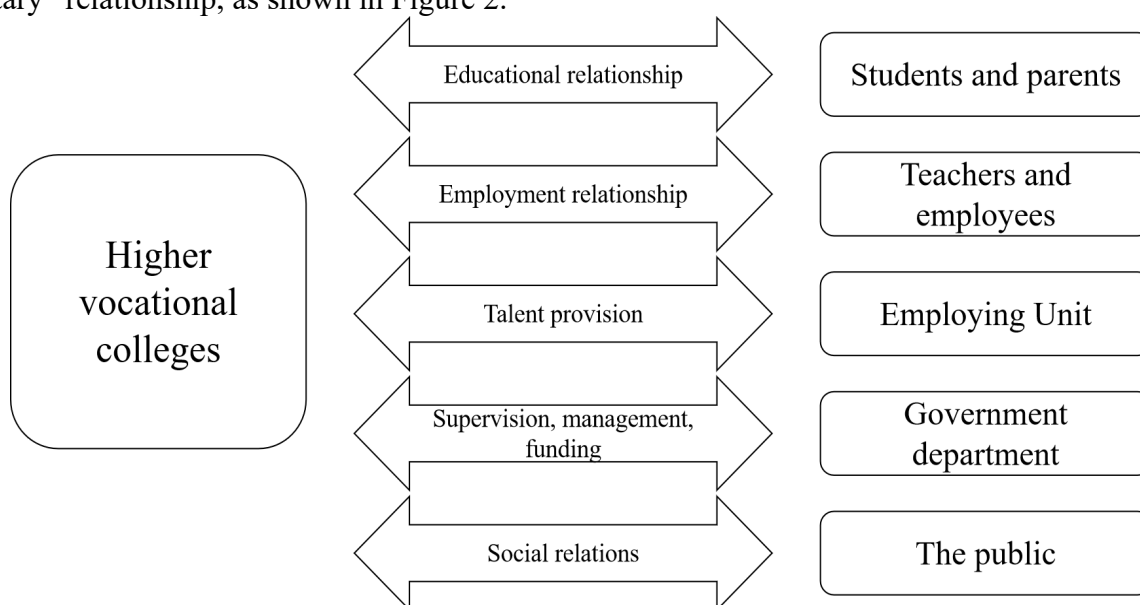 relationship, as shown in Figure 2.
Educational relationship
Students and parents
Employment relationship
Teachers and
employees
Higher
vocational
colleges
Talent provision
Employing Unit
Supervision, management,
funding
Government
department
Social relations
The public